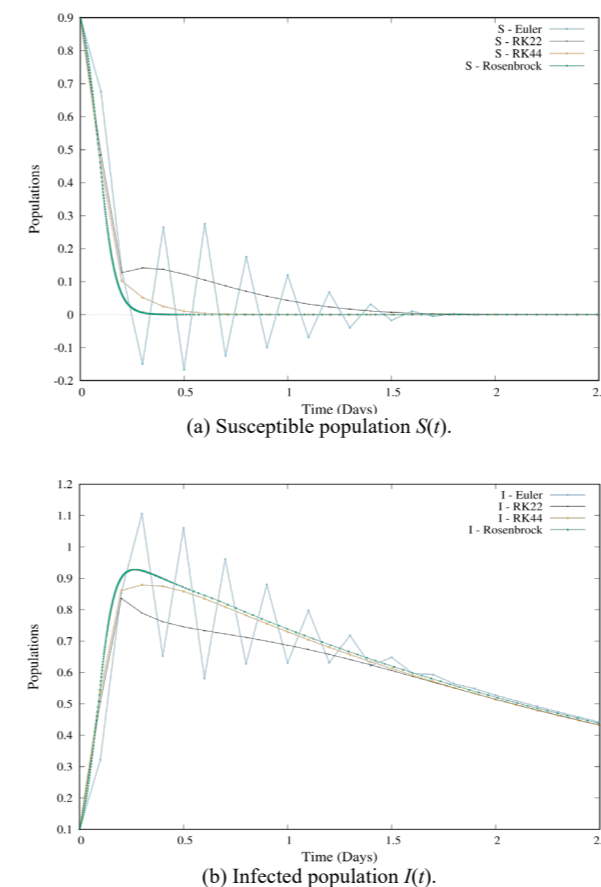 0.9
0.8
0.7
0.6
0.5
0.4
0.3
0.2
0.1
0
-0.1
-0.2
Populations
S - Euler
S - RK22
S - RK44
S - Rosenbrock
0 0.5 1 1.5 2 2.5
Time (Days)
(a) Susceptible population S(t).
1.2
1.1
1
0.9
0.8
0.7
0.6
0.5
0.4
0.3
0.2
0.1
Populations
I - Euler
I - RK22
I - RK44
I - Rosenbrock
0 0.5 1 1.5 2 2.5
Time (Days)
(b) Infected population I(t).